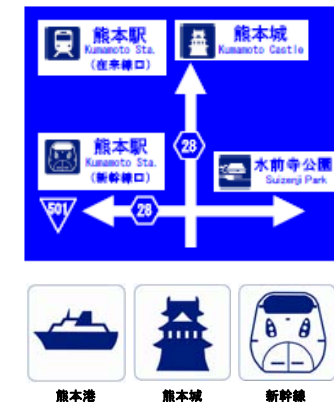 熊本駅
Kumamoto Sta.
(在来線口)
熊本城
Kumamoto Castle
熊本駅
Kumamoto Sta.
(新幹線口)
28
水前寺公園
Suizenji Park
501
28
熊本港
熊本城
新幹線